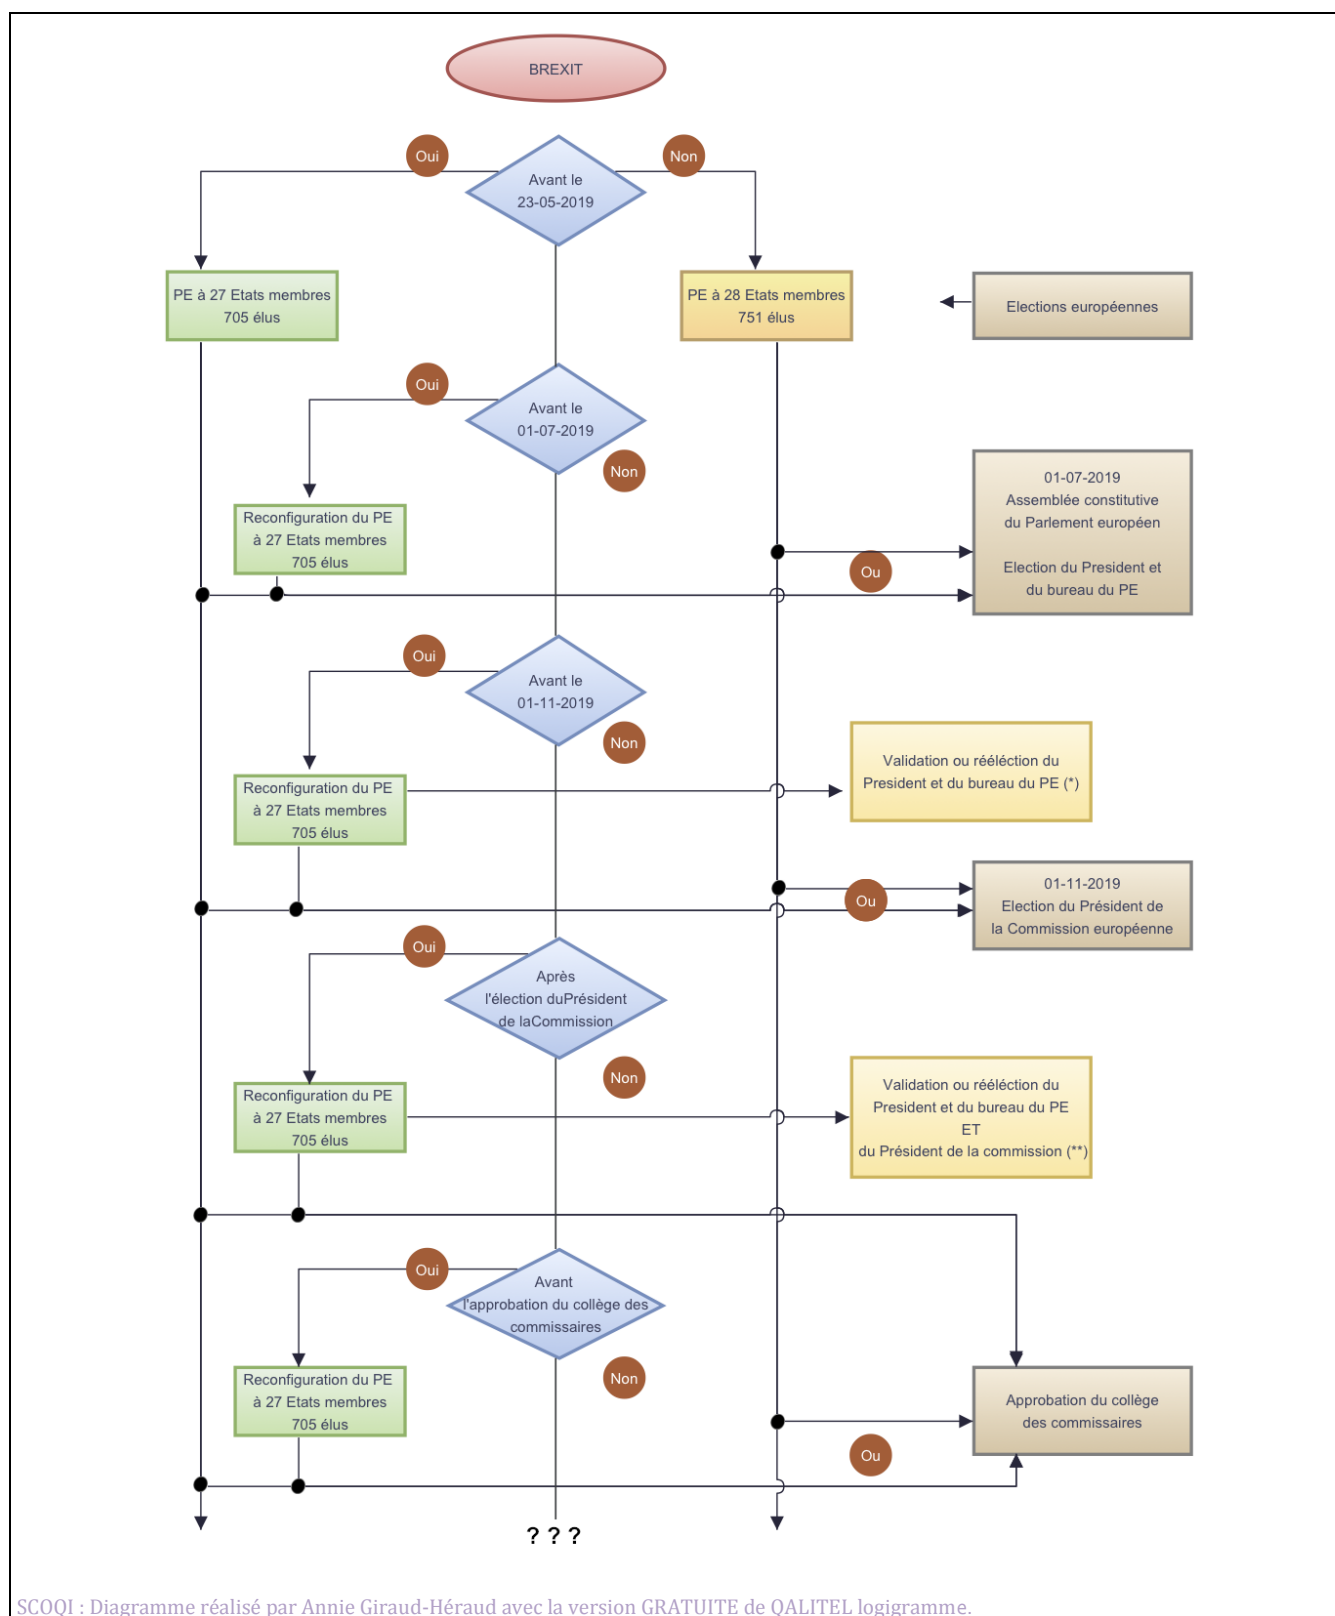 BREXIT
Oui
Non
Avant le
23-05-2019
PE à 27 Etats membres
705 élus
PE à 28 Etats membres
751 élus
Elections européennes
Oui
Avant le
01-07-2019
Non
01-07-2019
Assemblée constitutive
du Parlement européen
Election du President et
du bureau du PE
Reconfiguration du PE
à 27 Etats membres
705 élus
Ou
Oui
Avant le
01-11-2019
Non
Validation ou rééléction du
President et du bureau du PE (*)
Reconfiguration du PE
à 27 Etats membres
705 élus
01-11-2019
Election du Président de
la Commission européenne
Ou
Oui
Après
l'élection duPrésident
de laCommission
Non
Reconfiguration du PE
à 27 Etats membres
705 élus
Validation ou rééléction du
President et du bureau du PE
ET
du Président de la commission (**)
Oui
Avant
l'approbation du collège des
commissaires
Non
Reconfiguration du PE
à 27 Etats membres
705 élus
Approbation du collège
des commissaires
Ou
? ? ?
SCOQI : Diagramme réalisé par Annie Giraud-Héraud avec la version GRATUITE de QALITEL logigramme.